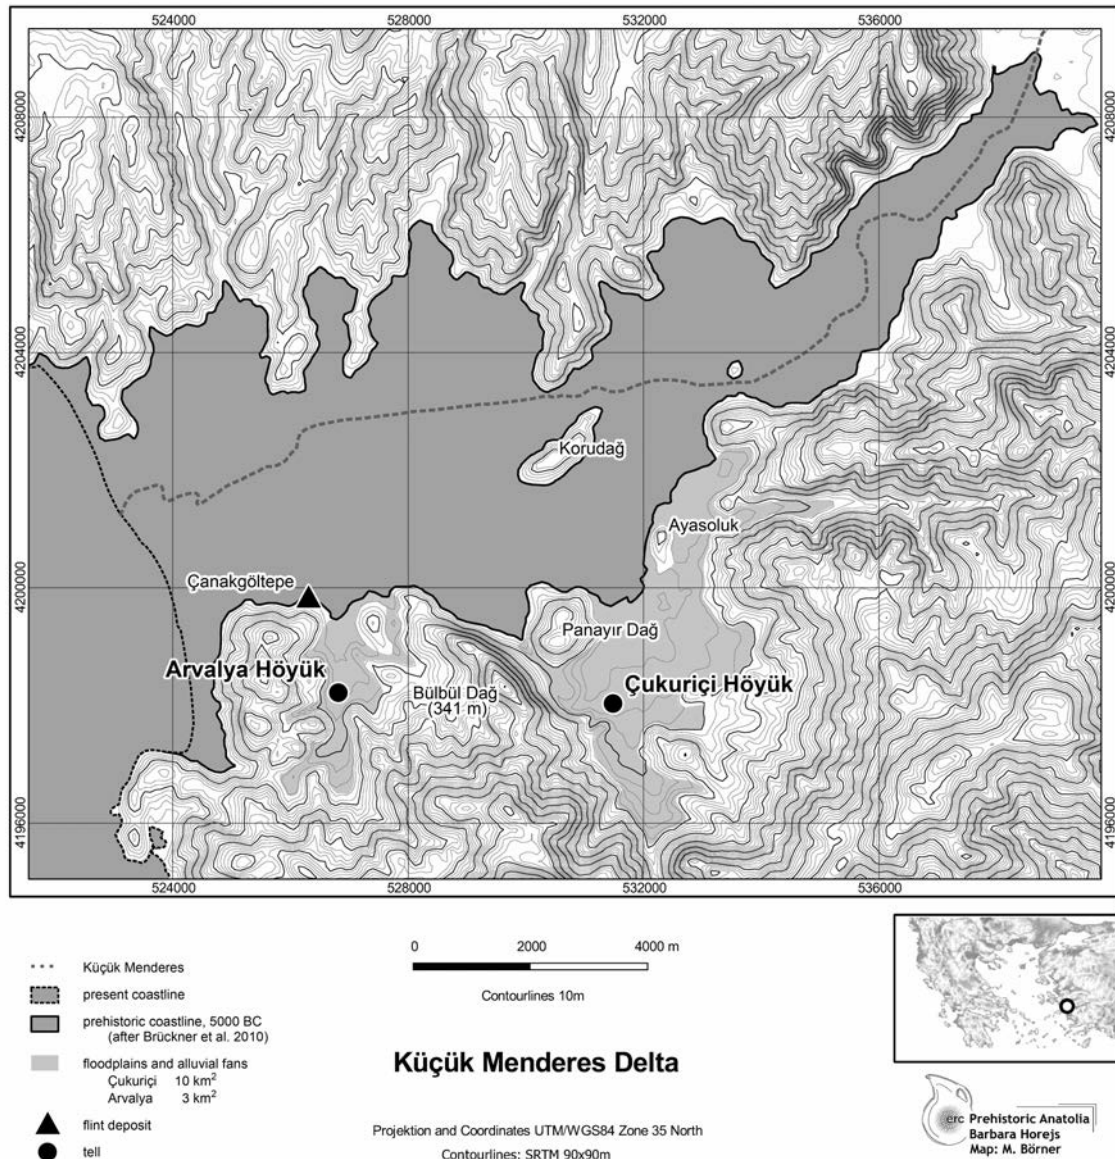 524000
528000
532000
536000
4208000
4208000
4204000
4204000
Korudağ
Ayasoluk
Çanakgöltepe
4200000
4200000
Panayır Dağ
Arvalya Höyük
Çukuriçi Höyük
Bülbül Dağ
(341 m)
4196000
4196000
524000
528000
532000
536000
0
2000
4000 m
Contourlines 10m
Küçük Menderes
present coastline
prehistoric coastline, 5000 BC
(after Brückner et al. 2010)
floodplains and alluvial fans
Çukuriçi 10 km²
Arvalya 3 km²
flint deposit
tell
Küçük Menderes Delta
Projektion and Coordinates UTM/WGS84 Zone 35 North
Contourlines: SRTM 90x90m
erc Prehistoric Anatolia
Barbara Horejs
Map: M. Börner